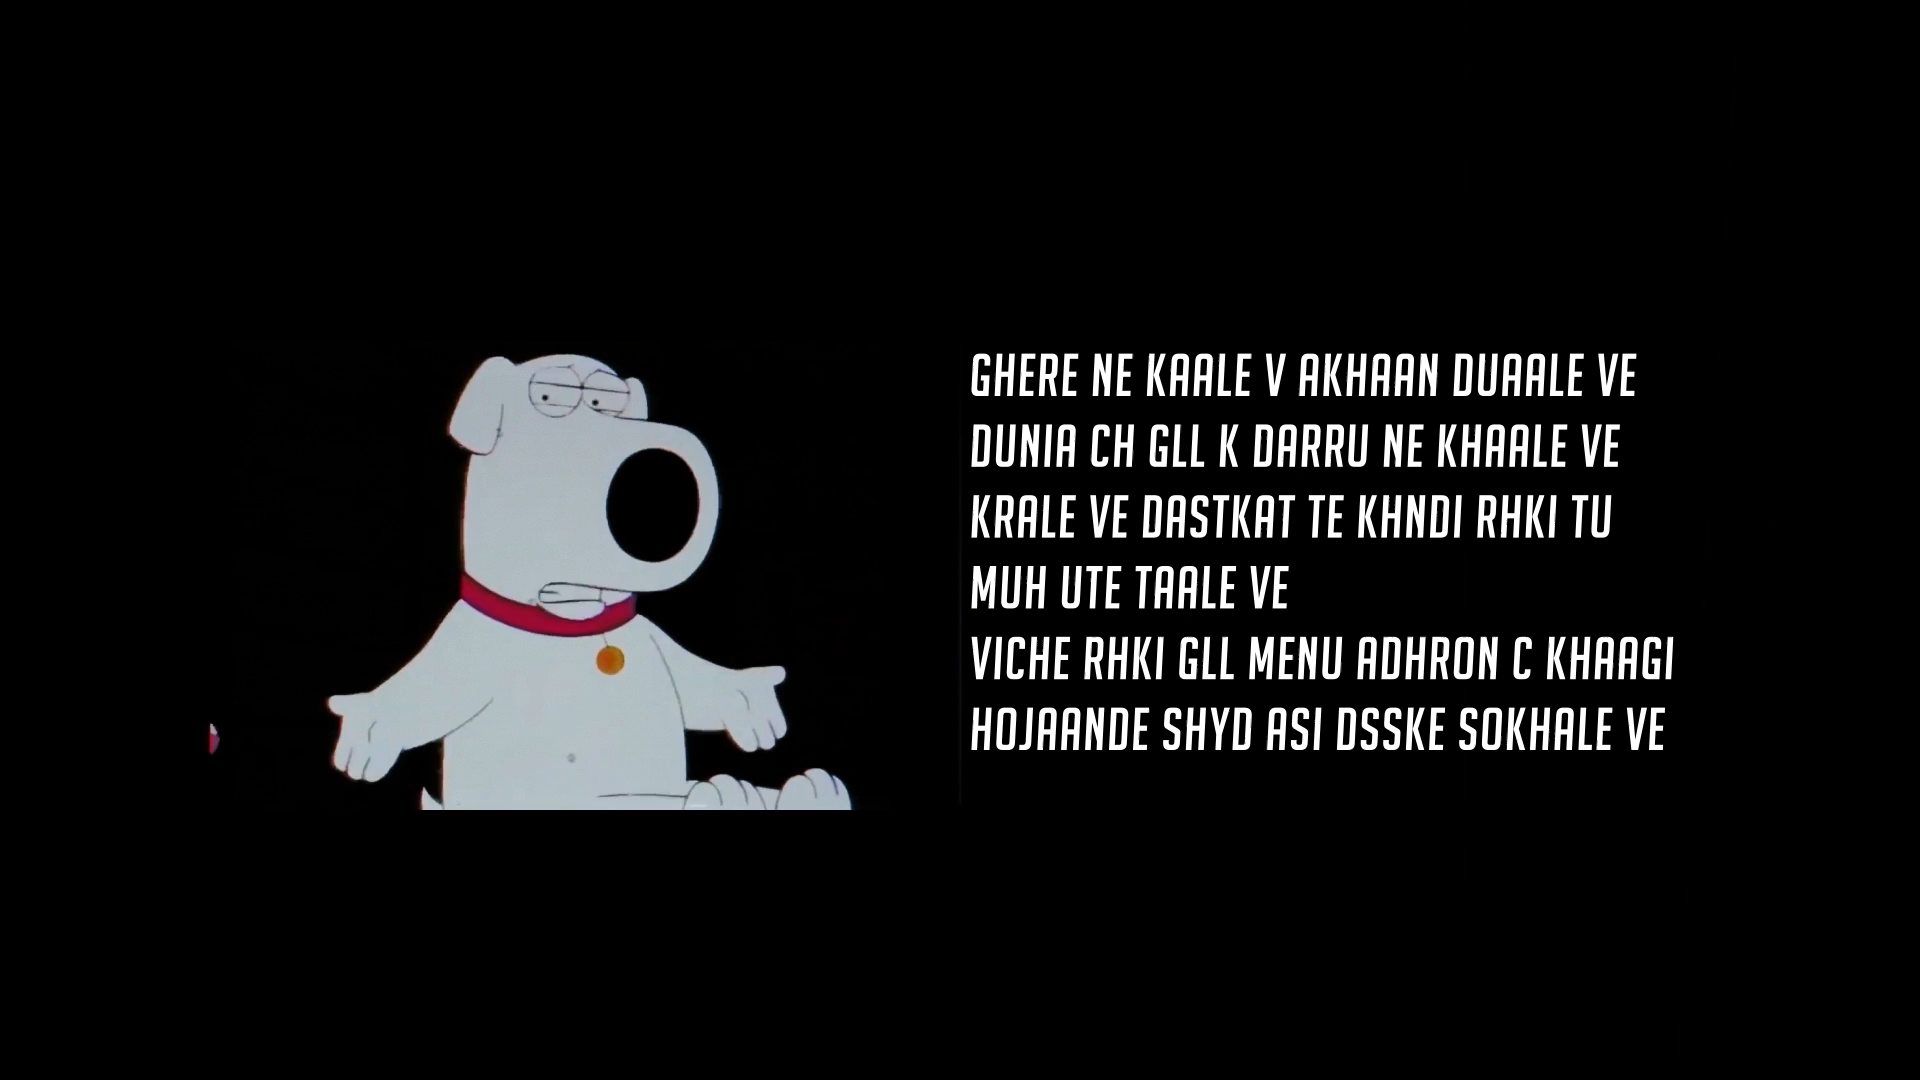 GHERE NE KAALE V AKHAAN DUAALE VE
DUNIA CH GLL K DARRU NE KHAALE VE
KRALE VE DASTKAT TE KHNDI RHKI TU
MUH UTE TAALE VE
VICHE RHKI GLL MENU ADHRON C KHAAGI
HOJAANDE SHYD ASI DSSKE SOKHALE VE